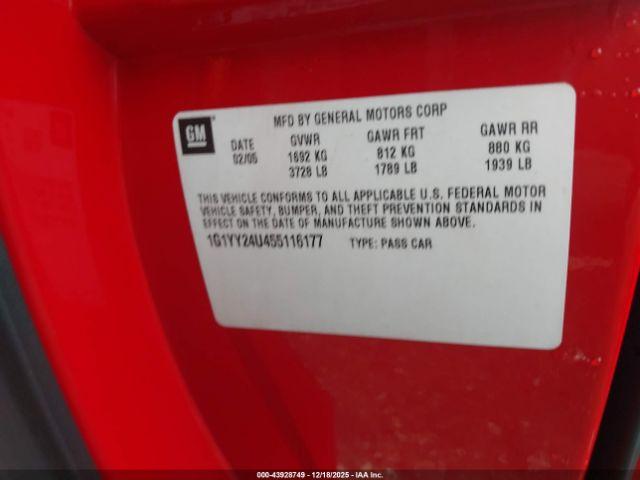 MFD BY GENERAL MOTORS CORP
GM
DATE GVWR GAWR FRT GAWR RR
02/05 1692 KG 812 KG 880 KG
3728 LB 1789 LB 1939 LB
THIS VEHICLE CONFORMS TO ALL APPLICABLE U.S. FEDERAL MOTOR
VEHICLE SAFETY, BUMPER, AND THEFT PREVENTION STANDARDS IN
EFFECT ON THE DATE OF MANUFACTURE SHOWN ABOVE.
1G1YY24U455116177 TYPE: PASS CAR
000-43928749 - 12/18/2025 - IAA Inc.